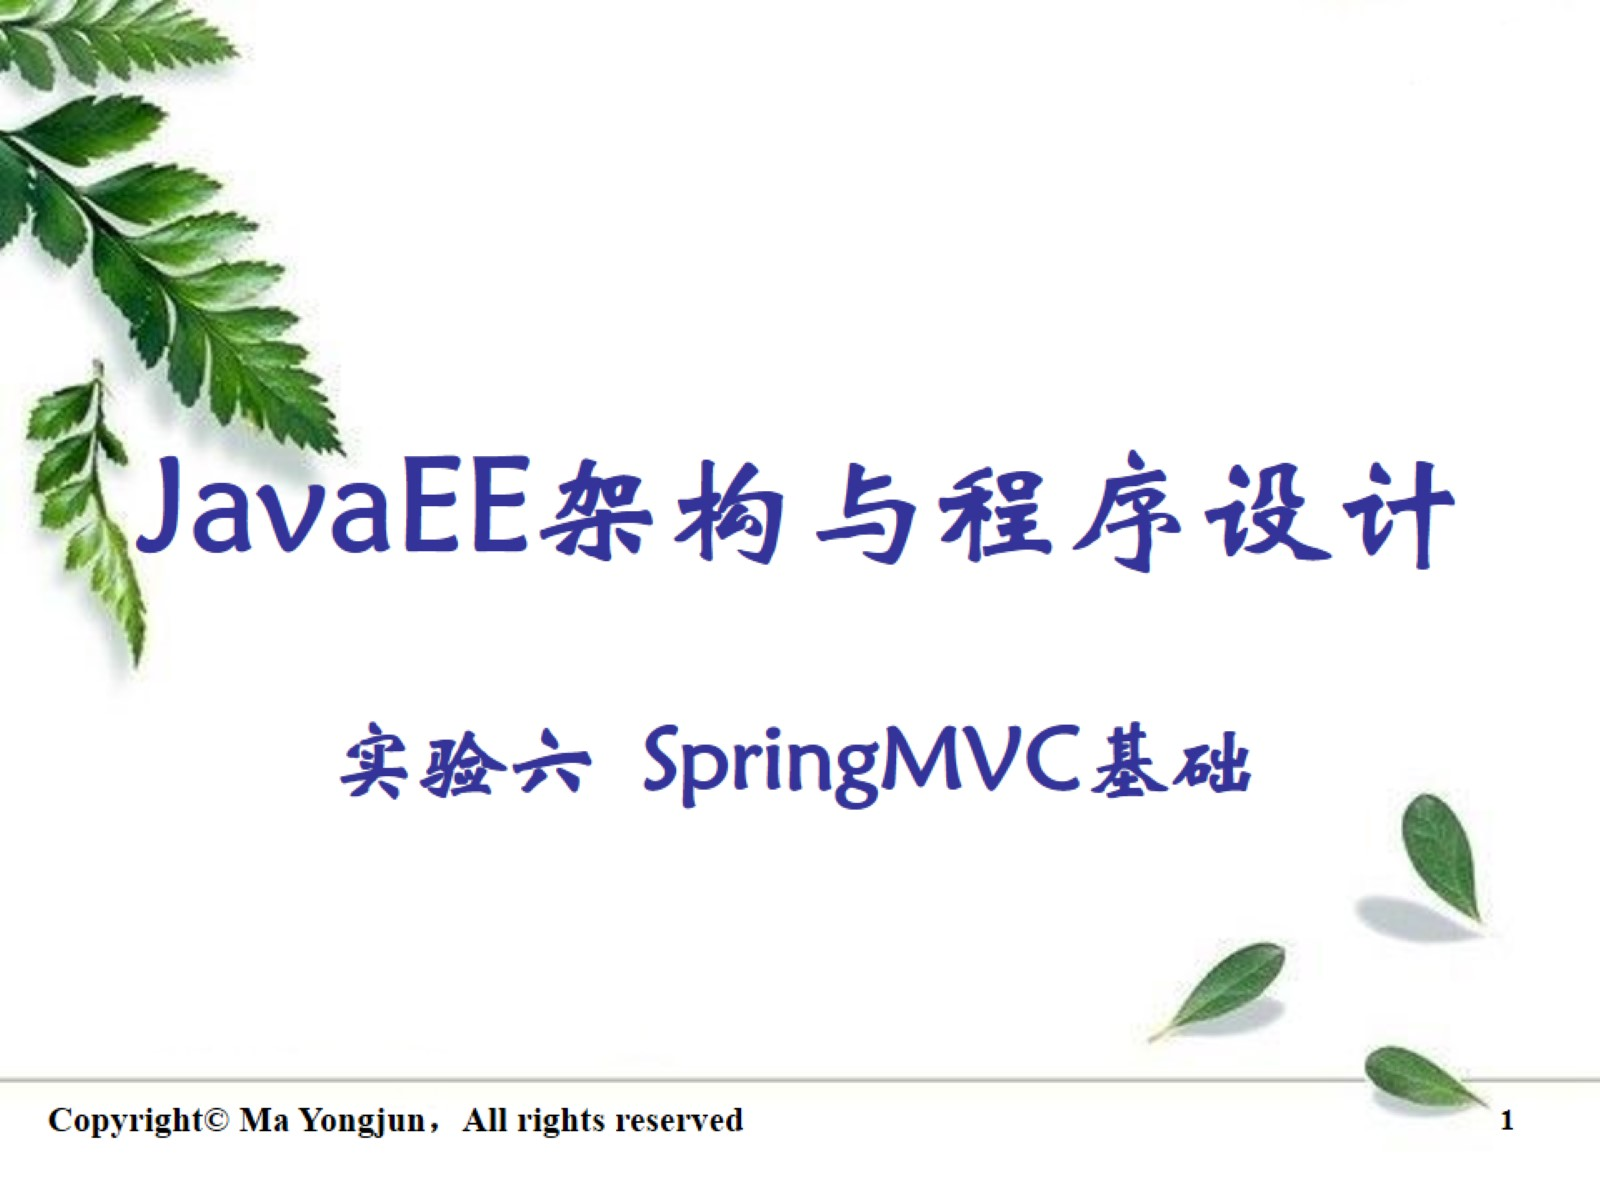 JavaEE架构与程序设计
实验六 SpringMVC基础
Copyright© Ma Yongjun，All rights reserved
1